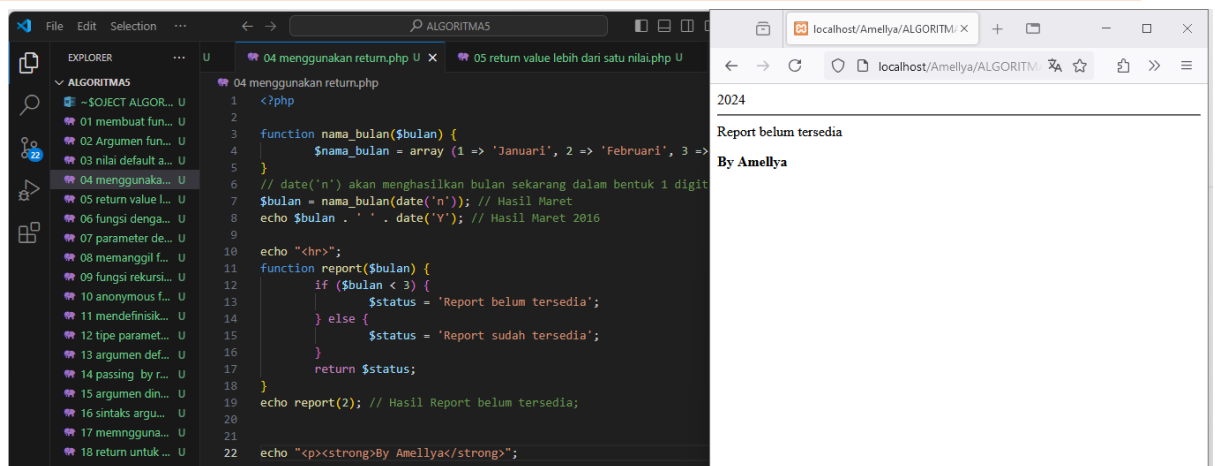 File Edit Selection ···
ALGORITMA5
EXPLORER ···
ALGORITMA5
~$OJECT ALGOR... U
01 membuat fun... U
02 Argumen fun... U
03 nilai default a... U
04 menggunaka... U
05 return value l... U
06 fungsi denga... U
07 parameter de... U
08 memanggil f... U
09 fungsi rekursi... U
10 anonymous f... U
11 mendefinisik... U
12 tipe paramet... U
13 argumen def... U
14 passing by r... U
15 argumen din... U
16 sintaks argu... U
17 memngguna... U
18 return untuk ... U
22
U 04 menggunakan return.php U 05 return value lebih dari satu nilai.php U
04 menggunakan return.php
1 <?php
2
3 function nama_bulan($bulan) {
4 $nama_bulan = array (1 => 'Januari', 2 => 'Februari', 3 =>
5 }
6 // date('n') akan menghasilkan bulan sekarang dalam bentuk 1 digit
7 $bulan = nama_bulan(date('n')); // Hasil Maret
8 echo $bulan . ' ' . date('Y'); // Hasil Maret 2016
9
10 echo "<hr>";
11 function report($bulan) {
12 if ($bulan < 3) {
13 $status = 'Report belum tersedia';
14 } else {
15 $status = 'Report sudah tersedia';
16 }
17 return $status;
18 }
19 echo report(2); // Hasil Report belum tersedia;
20
21
22 echo "<p><strong>By Amellya</strong>";
localhost/Amellya/ALGORITM
localhost/Amellya/ALGORITM
2024
Report belum tersedia
By Amellya